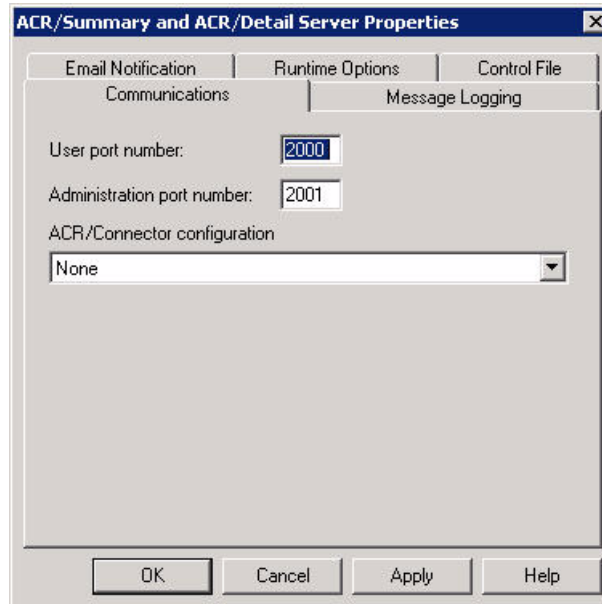 ACR/Summary and ACR/Detail Server Properties
Email Notification Runtime Options Control File
Communications Message Logging
User port number: 2000
Administration port number: 2001
ACR/Connector configuration
None
OK Cancel Apply Help